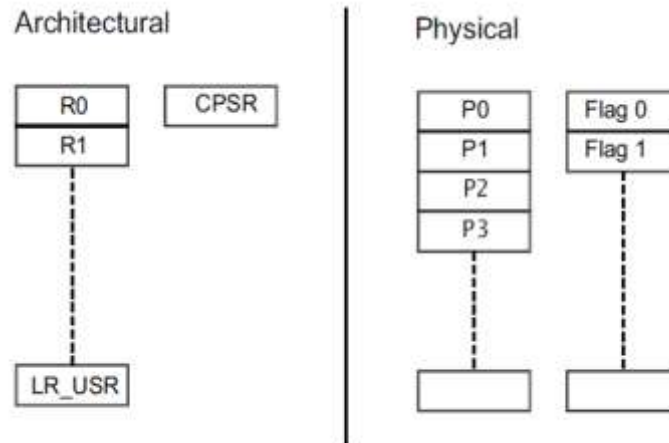 Architectural
Physical
R0
R1
CPSR
LR_USR
P0
P1
P2
P3
Flag 0
Flag 1